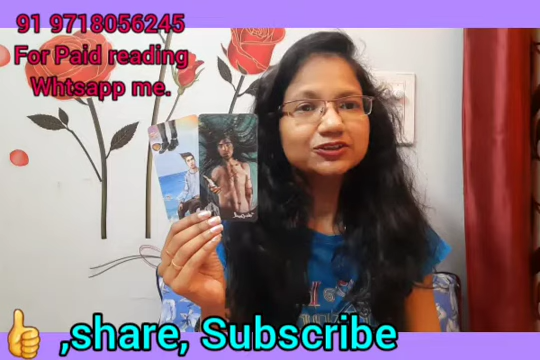 91 9718056245
For Paid reading
Whtsapp me.
👍 ,share, Subscribe